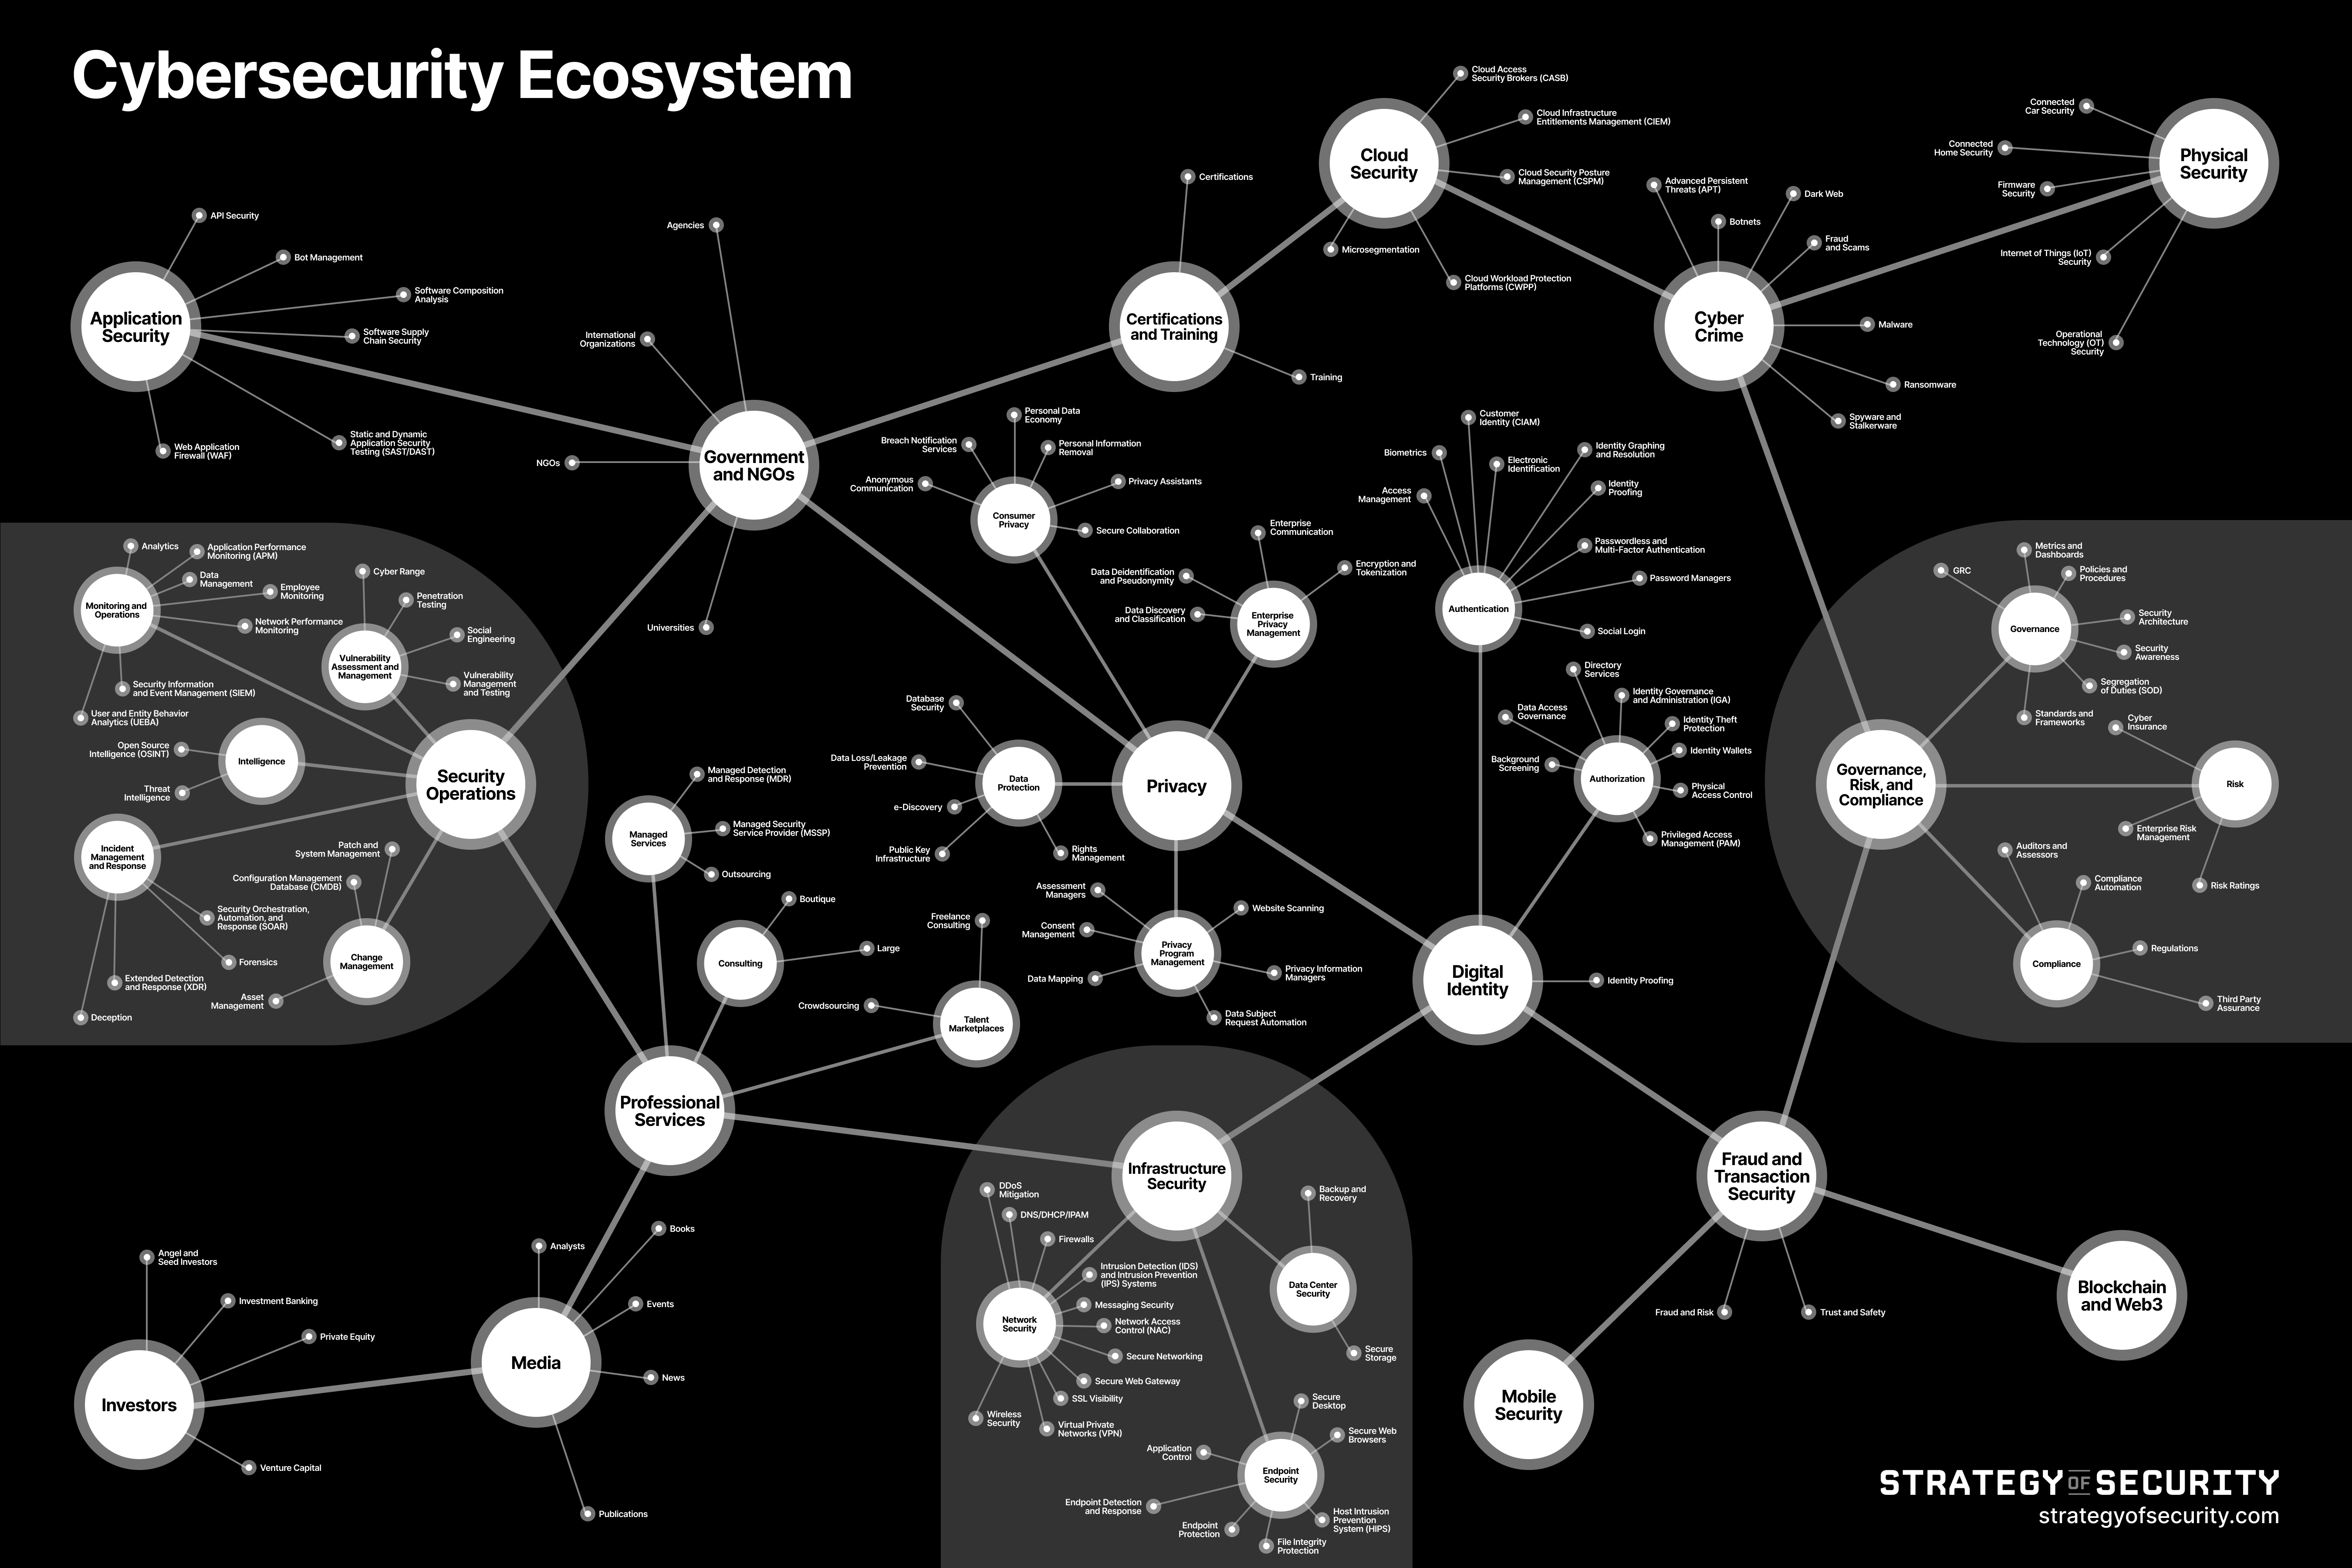 Cybersecurity Ecosystem
Application
Security
API Security
Bot Management
Software Composition
Analysis
Software Supply
Chain Security
Static and Dynamic
Application Security
Testing (SAST/DAST)
Web Application
Firewall (WAF)
Government
and NGOs
Agencies
International
Organizations
NGOs
Universities
Certifications
and Training
Certifications
Training
Cloud
Security
Cloud Access
Security Brokers (CASB)
Cloud Infrastructure
Entitlements Management (CIEM)
Cloud Security Posture
Management (CSPM)
Cloud Workload Protection
Platforms (CWPP)
Microsegmentation
Cyber
Crime
Advanced Persistent
Threats (APT)
Botnets
Dark Web
Fraud
and Scams
Malware
Ransomware
Spyware and
Stalkerware
Physical
Security
Connected
Car Security
Connected
Home Security
Firmware
Security
Internet of Things (IoT)
Security
Operational
Technology (OT)
Security
Security
Operations
Monitoring and
Operations
Analytics
Application Performance
Monitoring (APM)
Data
Management
Employee
Monitoring
Network Performance
Monitoring
Security Information
and Event Management (SIEM)
User and Entity Behavior
Analytics (UEBA)
Vulnerability
Assessment and
Management
Cyber Range
Penetration
Testing
Social
Engineering
Vulnerability
Management
and Testing
Intelligence
Open Source
Intelligence (OSINT)
Threat
Intelligence
Incident
Management
and Response
Security Orchestration,
Automation, and
Response (SOAR)
Forensics
Extended Detection
and Response (XDR)
Deception
Change
Management
Patch and
System Management
Configuration Management
Database (CMDB)
Asset
Management
Privacy
Consumer
Privacy
Anonymous
Communication
Breach Notification
Services
Personal Data
Economy
Personal Information
Removal
Privacy Assistants
Secure Collaboration
Enterprise
Privacy
Management
Enterprise
Communication
Encryption and
Tokenization
Data Deidentification
and Pseudonymity
Data Discovery
and Classification
Data
Protection
Database
Security
Data Loss/Leakage
Prevention
e-Discovery
Public Key
Infrastructure
Rights
Management
Privacy
Program
Management
Assessment
Managers
Consent
Management
Data Mapping
Website Scanning
Privacy Information
Managers
Data Subject
Request Automation
Digital
Identity
Identity Proofing
Authentication
Access
Management
Biometrics
Customer
Identity (CIAM)
Electronic
Identification
Identity Graphing
and Resolution
Identity
Proofing
Passwordless and
Multi-Factor Authentication
Password Managers
Social Login
Authorization
Background
Screening
Data Access
Governance
Directory
Services
Identity Governance
and Administration (IGA)
Identity Theft
Protection
Identity Wallets
Physical
Access Control
Privileged Access
Management (PAM)
Governance,
Risk, and
Compliance
Governance
GRC
Metrics and
Dashboards
Policies and
Procedures
Security
Architecture
Security
Awareness
Segregation
of Duties (SOD)
Standards and
Frameworks
Risk
Cyber
Insurance
Enterprise Risk
Management
Risk Ratings
Compliance
Auditors and
Assessors
Compliance
Automation
Regulations
Third Party
Assurance
Professional
Services
Managed
Services
Managed Detection
and Response (MDR)
Managed Security
Service Provider (MSSP)
Outsourcing
Consulting
Boutique
Large
Talent
Marketplaces
Freelance
Consulting
Crowdsourcing
Infrastructure
Security
Network
Security
DDoS
Mitigation
DNS/DHCP/IPAM
Firewalls
Intrusion Detection (IDS)
and Intrusion Prevention
(IPS) Systems
Messaging Security
Network Access
Control (NAC)
Secure Networking
Secure Web Gateway
SSL Visibility
Virtual Private
Networks (VPN)
Wireless
Security
Data Center
Security
Backup and
Recovery
Secure
Storage
Endpoint
Security
Secure
Desktop
Secure Web
Browsers
Application
Control
Endpoint Detection
and Response
Endpoint
Protection
File Integrity
Protection
Host Intrusion
Prevention
System (HIPS)
Fraud and
Transaction
Security
Fraud and Risk
Trust and Safety
Blockchain
and Web3
Mobile
Security
Media
Analysts
Books
Events
News
Publications
Investors
Angel and
Seed Investors
Investment Banking
Private Equity
Venture Capital
STRATEGY OF SECURITY
strategyofsecurity.com